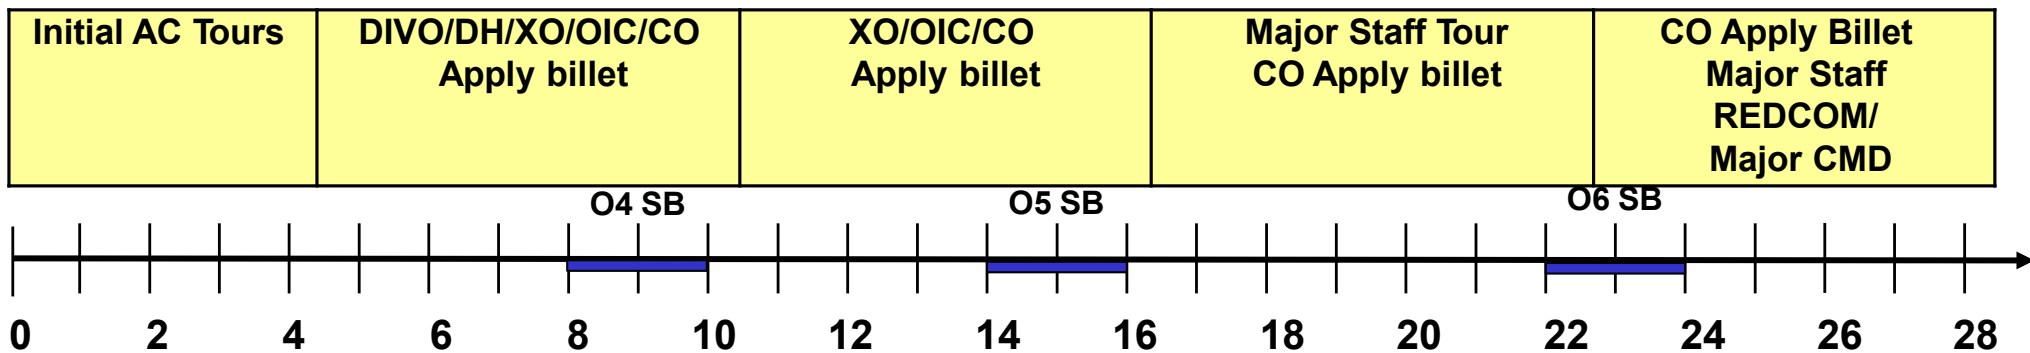 Initial AC Tours
DIVO/DH/XO/OIC/CO
Apply billet
XO/OIC/CO
Apply billet
Major Staff Tour
CO Apply billet
CO Apply Billet
Major Staff
REDCOM/
Major CMD
O4 SB
O5 SB
O6 SB
0 2 4 6 8 10 12 14 16 18 20 22 24 26 28